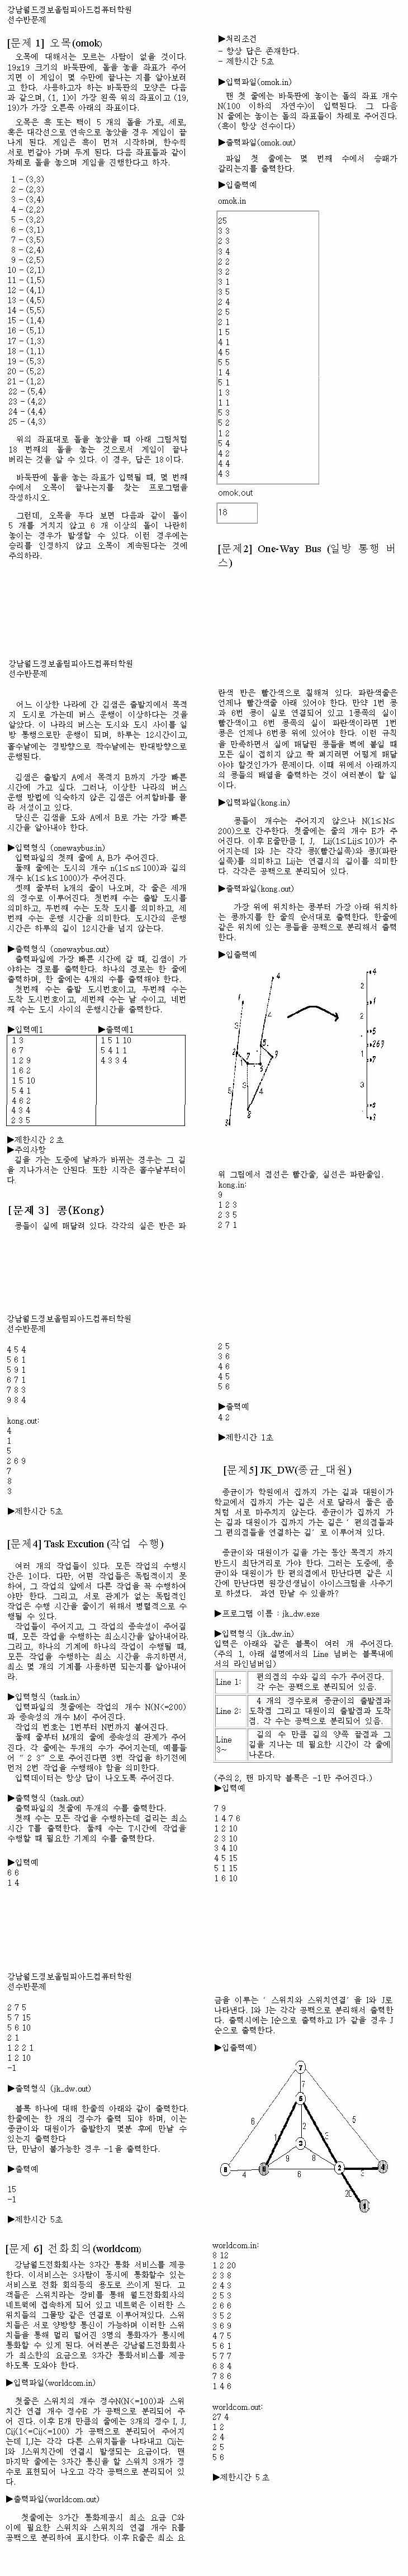 강남월드정보올림피아드컴퓨터학원
선수반문제
[문제 1] 오목(omok)
오목에 대해서는 모르는 사람이 없을 것이다.
19x19 크기의 바둑판에, 돌을 놓을 좌표가 주어
지면 이 게임이 몇 수만에 끝나는 지를 알아보려
고 한다. 사용하고자 하는 바둑판의 모양은 다음
과 같으며, (1, 1)이 가장 왼쪽 위의 좌표이고 (19,
19)가 가장 오른쪽 아래의 좌표이다.
오목은 흑 또는 백이 5 개의 돌을 가로, 세로,
혹은 대각선으로 연속으로 놓았을 경우 게임이 끝
나게 된다. 게임은 흑이 먼저 시작하며, 한수씩
서로 번갈아 가며 두게 된다. 다음 좌표들과 같이
차례로 돌을 놓으며 게임을 진행한다고 하자.
1 - (3,3)
2 - (2,3)
3 - (3,4)
4 - (2,2)
5 - (3,2)
6 - (3,1)
7 - (3,5)
8 - (2,4)
9 - (2,5)
10 - (2,1)
11 - (1,5)
12 - (4,1)
13 - (4,5)
14 - (5,5)
15 - (1,4)
16 - (5,1)
17 - (1,3)
18 - (1,1)
19 - (5,3)
20 - (5,2)
21 - (1,2)
22 - (5,4)
23 - (4,2)
24 - (4,4)
25 - (4,3)
위의 좌표대로 돌을 놓았을 때 아래 그림처럼
18 번째의 돌을 놓는 것으로서 게임이 끝나
버리는 것을 알 수 있다. 이 경우, 답은 18 이다.
바둑판에 돌을 놓는 좌표가 입력될 때, 몇 번째
수에서 오목이 끝나는지를 찾는 프로그램을
작성하시오.
그런데, 오목을 두다 보면 다음과 같이 돌이
5 개를 거치지 않고 6 개 이상의 돌이 나란히
놓이는 경우가 발생할 수 있다. 이런 경우에는
승리를 인정하지 않고 오목이 계속된다는 것에
주의하라.
▶처리조건
- 항상 답은 존재한다.
- 제한시간 5초
▶입력파일(omok.in)
맨 첫 줄에는 바둑판에 놓이는 돌의 좌표 개수
N(100 이하의 자연수)이 입력된다. 그 다음
N 줄에는 놓이는 돌의 좌표들이 차례로 주어진다.
(흑이 항상 선수이다)
▶출력파일(omok.out)
파일 첫 줄에는 몇 번째 수에서 승패가
갈리는지를 출력한다.
▶입출력예
omok.in
25
3 3
2 3
3 4
2 2
3 2
3 1
3 5
2 4
2 5
2 1
1 5
4 1
4 5
5 5
1 4
5 1
1 3
1 1
5 3
5 2
1 2
5 4
4 2
4 4
4 3
omok.out
18
[문제2] One-Way Bus (일방 통행 버
스)
강남월드정보올림피아드컴퓨터학원
선수반문제
어느 이상한 나라에 간 김샘은 출발지에서 목적
지 도시로 가는데 버스 운행이 이상하다는 것을
알았다. 이 나라의 버스는 도시와 도시 사이를 일
방 통행으로만 운행이 되며, 하루는 12시간이고,
홀수날에는 정방향으로 짝수날에는 반대방향으로
운행된다.
김샘은 출발지 A에서 목적지 B까지 가장 빠른
시간에 가고 싶다. 그러나, 이상한 나라의 버스
운행 방법에 익숙하지 않은 김샘은 어찌할바를 몰
라 서성이고 있다.
당신은 김샘을 도와 A에서 B로 가는 가장 빠른
시간을 알아내야 한다.
▶입력형식 (onewaybus.in)
입력파일의 첫째 줄에 A, B가 주어진다.
둘째 줄에는 도시의 개수 n(1≤ n≤ 100)과 길의
개수 k(1≤ k≤ 1000)가 주어진다.
셋째 줄부터 k개의 줄이 나오며, 각 줄은 세개
의 정보로 이루어진다. 첫번째 수는 출발 도시를
의미하고, 두번째 수는 도착 도시를 의미하고, 세
번째 수는 운행 시간을 의미한다. 도시간의 운행
시간은 하루의 길이 12시간을 넘지 않는다.
▶출력형식 (onewaybus.out)
출력파일에 가장 빠른 시간에 갈 때, 김샘이 가
야하는 경로를 출력한다. 하나의 경로는 한 줄에
출력하며, 한 줄에는 4개의 수를 출력해야 한다.
첫번째 수는 출발 도시번호이고, 두번째 수는
도착 도시번호이고, 세번째 수는 날 수이고, 네번
째 수는 도시 사이의 운행시간을 출력한다.
▶입력예1 ▶출력예1
1 3
6 7
1 2 9
1 6 2
1 5 10
5 4 1
4 6 2
4 3 4
2 3 5
1 5 1 10
5 4 1 1
4 3 3 4
▶제한시간 2 초
▶주의사항
길을 가는 도중에 날짜가 바뀌는 경우는 그 길
을 지나가서는 안된다. 또한 시작은 홀수날부터이
다.
[문제 3] 콩(Kong)
콩들이 실에 매달려 있다. 각각의 실은 반은 파
란색 반은 빨간색으로 칠해져 있다. 파란색줄은
언제나 빨간색줄 아래 있어야 한다. 만약 1번 콩
과 6번 콩이 실로 연결되어 있고 1콩쪽의 실이
빨간색이고 6번 콩쪽의 실이 파란색이라면 1번
콩은 언제나 6번콩 위에 있어야 한다. 이런 규칙
을 만족하면서 실에 매달린 콩들을 벽에 붙일 때
모든 실이 접히지 않고 쫙 펴지려면 어떻게 매달
아야 할것인가가 문제이다. 이때 위에서 아래까지
의 콩들의 배열을 출력하는 것이 여러분이 할 일
이다.
▶입력파일(kong.in)
콩들이 개수는 주어지지 않으나 N(1≤N≤
200)으로 간주한다. 첫줄에는 줄의 개수 E가 주
어진다. 이후 E줄만큼 I, J, Lij(1≤Lij≤10)가 주
어지는데 I와 J는 각각 콩I(빨간실쪽)와 콩J(파란
실쪽)를 의미하고 Lij는 연결시의 길이를 의미한
다. 각각은 공백으로 분리되어 있다.
▶출력파일(kong.out)
가장 위에 위치하는 콩부터 가장 아래 위치하
는 콩까지를 한 줄씩 순서대로 출력한다. 한줄에
같은 위치에 있는 콩들을 공백으로 분리해서 출력
한다.
▶입출력예
위 그림에서 점선은 빨간줄, 실선은 파란줄임.
kong.in:
9
1 2 3
2 3 5
2 7 1
강남월드정보올림피아드컴퓨터학원
선수반문제
4 5 4
5 6 1
5 9 1
6 7 1
7 8 3
9 8 4
kong.out:
4
1
5
2 6 9
7
8
3
▶제한시간 5초
[문제4] Task Excution (작업 수행)
여러 개의 작업들이 있다. 모든 작업의 수행시
간은 1이다. 다만, 어떤 작업들은 독립적이지 못
하여, 그 작업의 앞에서 다른 작업을 꼭 수행하여
야만 한다. 그리고, 서로 관계가 없는 독립적인
작업은 수행 시간을 줄이기 위해서 병렬적으로 수
행될 수 있다.
작업들이 주어지고, 그 작업의 종속성이 주어질
때, 모든 작업을 수행하는 최소시간을 알아내어라.
그리고, 하나의 기계에 하나의 작업이 수행될 때,
모든 작업을 수행하는 최소 시간을 유지하면서,
최소 몇 개의 기계를 사용하면 되는지를 알아내어
라.
▶입력형식 (task.in)
입력파일의 첫줄에는 작업의 개수 N(N<=200)
과 종속성의 개수 M이 주어진다.
작업의 번호는 1번부터 N번까지 붙어진다.
둘째 줄부터 M개의 줄에 종속성의 관계가 주어
진다. 각 줄에는 두개의 수가 주어지는데, 예를들
어 " 2 3" 으로 주어진다면 3번 작업을 하기전에
먼저 2번 작업을 수행해야 함을 의미한다.
입력데이터는 항상 답이 나오도록 주어진다.
▶출력형식 (task.out)
출력파일의 첫줄에 두개의 수를 출력한다.
첫째 수는 모든 작업을 수행하는데 걸리는 최소
시간 T를 출력한다. 둘째 수는 T시간에 작업을
수행할 때 필요한 기계의 수를 출력한다.
▶입력예
6 6
1 4
2 5
3 6
4 6
4 5
5 6
▶출력예
4 2
▶제한시간 1초
[문제5] JK_DW(종균_대원)
종균이가 학원에서 집까지 가는 길과 대원이가
학교에서 집까지 가는 길은 서로 달라서 둘은 좀
처럼 서로 마주치지 않는다. 종균이가 집까지 가
는 길과 대원이가 집까지 가는 길은 ' 편의점들과
그 편의점들을 연결하는 길' 로 이루어져 있다.
종균이와 대원이가 길을 가는 동안 목적지 까지
반드시 최단거리로 가야 한다. 그러는 도중에, 종
균이와 대원이가 한 편의점에서 만난다면 같은 시
간에 만난다면 원장선생님이 아이스크림을 사주기
로 하셨다. 과연 만날 수 있을까?
▶프로그램 이름 : jk_dw.exe
▶입력형식 (jk_dw.in)
입력은 아래와 같은 블록이 여러 개 주어진다.
(주의 1, 아래 설명에서의 Line 넘버는 블록내에
서의 라인넘버임)
Line 1: 편의점의 수와 길의 수가 주어진다.
각 수는 공백으로 분리되어 있음.
Line 2: 4 개의 정수로써 종균이의 출발점과
도착점 그리고 대원이의 출발점과 도착
점. 각 수는 공백으로 분리되어 있음.
Line 3~ 길의 수 만큼 길의 양쪽 끝점과 그
길을 지나는 데 필요한 시간이 각 줄에
나온다.
(주의 2, 맨 마지막 블록은 -1만 주어진다.)
▶입력예
7 9
1 4 7 6
1 2 10
2 3 10
3 4 10
4 5 15
5 1 15
1 6 10
강남월드정보올림피아드컴퓨터학원
선수반문제
2 7 5
5 7 15
5 6 10
2 1
1 2 2 1
1 2 10
-1
▶출력형식 (jk_dw.out)
블록 하나에 대해 한줄씩 아래와 같이 출력한다.
한줄에는 한 개의 정수가 출력 되야 하며, 이는
종균이와 대원이가 출발한지 몇분 후에 만날 수
있는지 출력한다
단, 만남이 불가능한 경우 -1 을 출력한다.
▶출력예
15
-1
▶제한시간 5초
[문제 6] 전화회의(worldcom)
강남월드전화회사는 3자간 통화 서비스를 제공
한다. 이서비스는 3사람이 동시에 통화할수 있는
서비스로 전화 회의등의 용도로 쓰이게 된다. 고
객들은 스위치라는 장비를 통해 월드전화회사의
네트웍에 접속하게 되어 있고 네트웍은 이러한 스
위치들의 그물망 같은 연결로 이루어져있다. 스위
치들은 서로 양방향 통신이 가능하며 이러한 스위
치들을 통해 멀리 떨어진 3명의 통화자가 동시에
통화할 수 있게 된다. 여러분은 강남월드전화회사
가 최소한의 요금으로 3자간 통화서비스를 제공
하도록 도와야 한다.
▶입력파일(worldcom.in)
첫줄은 스위치의 개수 정수N(N<=100)과 스위
치간 연결 개수 정수E 가 공백으로 분리되어 주
어 진다. 이후 E개 만큼의 줄에는 3개의 정수 I, J,
Cij(1<=Cij<=100) 가 공백으로 분리되어 주어지
는데 I,J는 각각 다른 스위치들을 나타내고 Cij는
I와 J스위치간에 연결시 발생되는 요금이다. 맨
마지막 줄에는 3자간 통신을 할 스위치 3개가 정
수로 표현되어 나오고 각각 공백으로 분리되어 있
다.
▶출력파일(worldcom.out)
첫줄에는 3자간 통화제공시 최소 요금 C와
이에 필요한 스위치와 스위치의 연결 개수 R를
공백으로 분리하여 표시한다. 이후 R줄은 최소 요
금을 이루는 ' 스위치와 스위치연결' 을 I와 J로
나타낸다. I와 J는 각각 공백으로 분리해서 출력한
다. 출력시에는 I순으로 출력하고 I가 같을 경우 J
순으로 출력한다.
▶입출력예)
worldcom.in:
8 12
1 2 20
2 3 8
2 4 3
2 5 3
2 6 6
3 5 2
3 6 9
4 7 5
5 6 1
5 7 7
6 8 4
7 8 6
1 4 6
worldcom.out:
27 4
1 2
2 4
2 5
5 6
▶제한시간 5 초